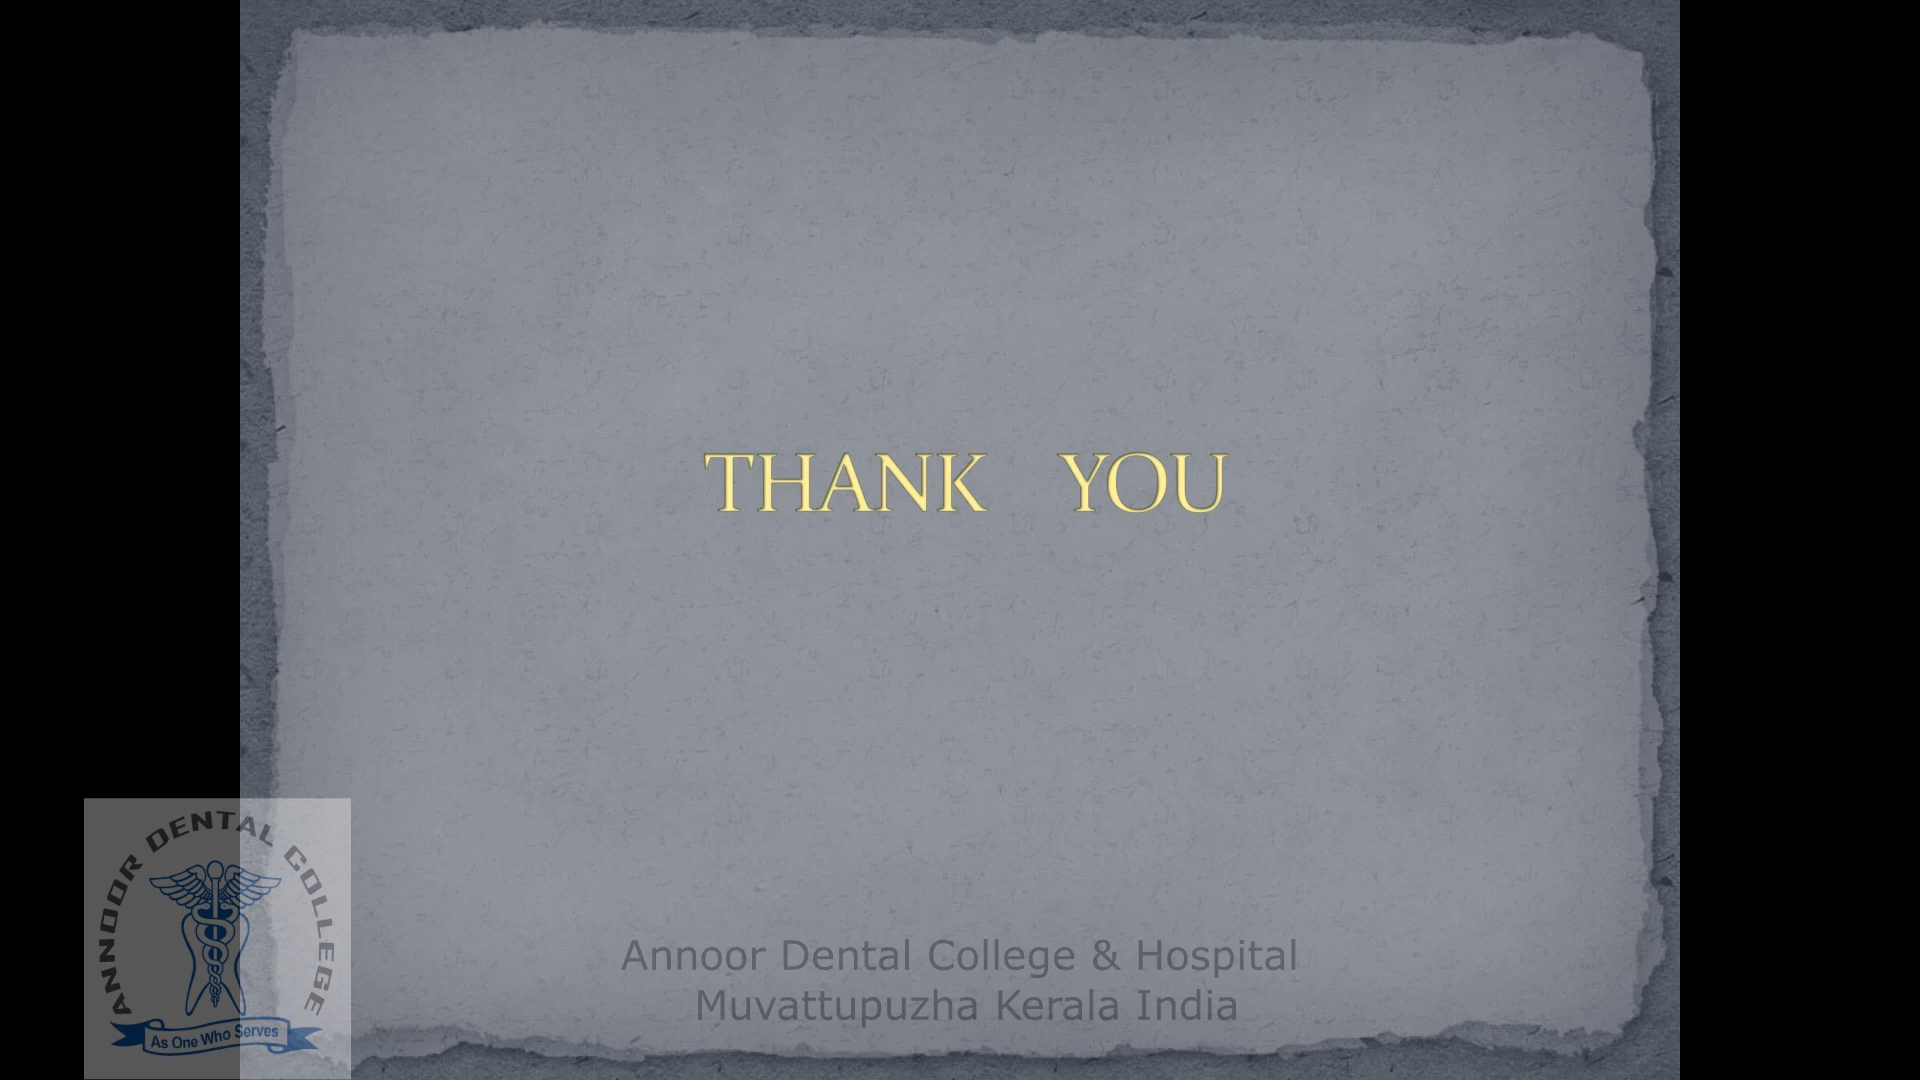 THANK YOU
ANNOOR DENTAL COLLEGE
As One Who Serves
Annoor Dental College & Hospital
Muvattupuzha Kerala India